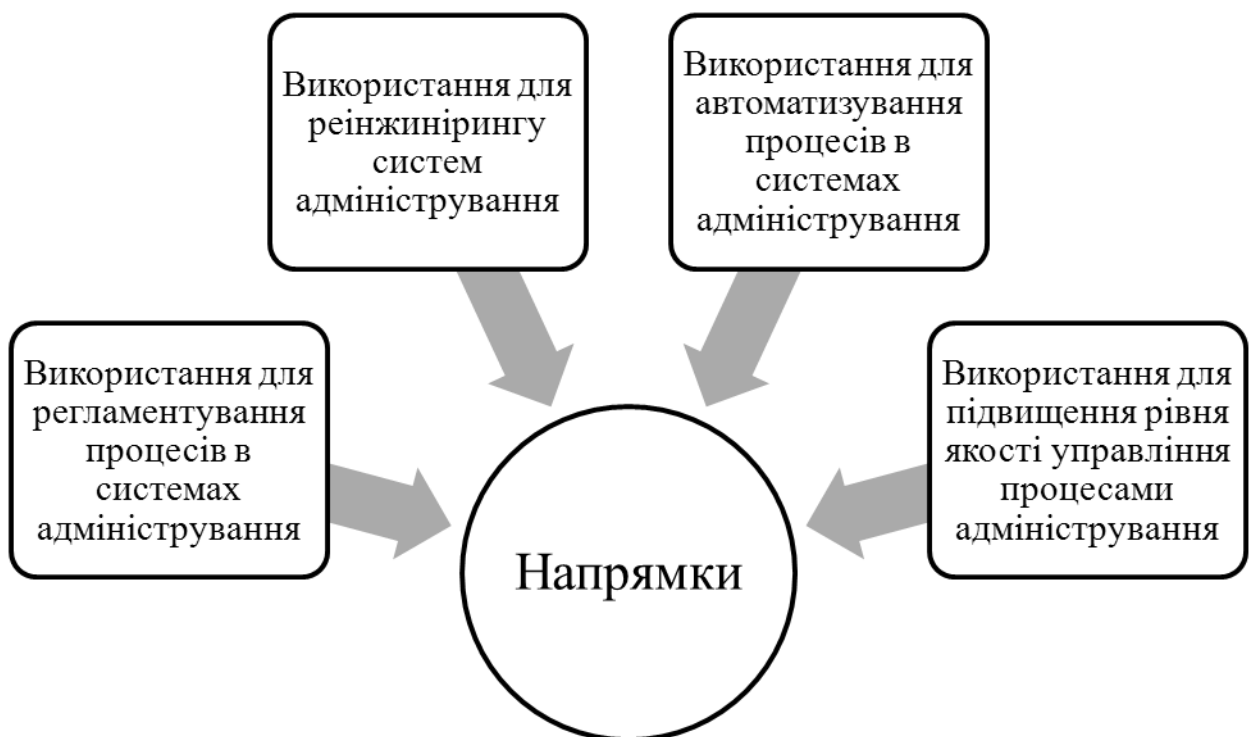 Використання для
регламентування
процесів в
системах
адміністрування
Використання для
реінжинірингу
систем
адміністрування
Використання для
автоматизування
процесів в
системах
адміністрування
Використання для
підвищення рівня
якості управління
процесами
адміністрування
Напрямки